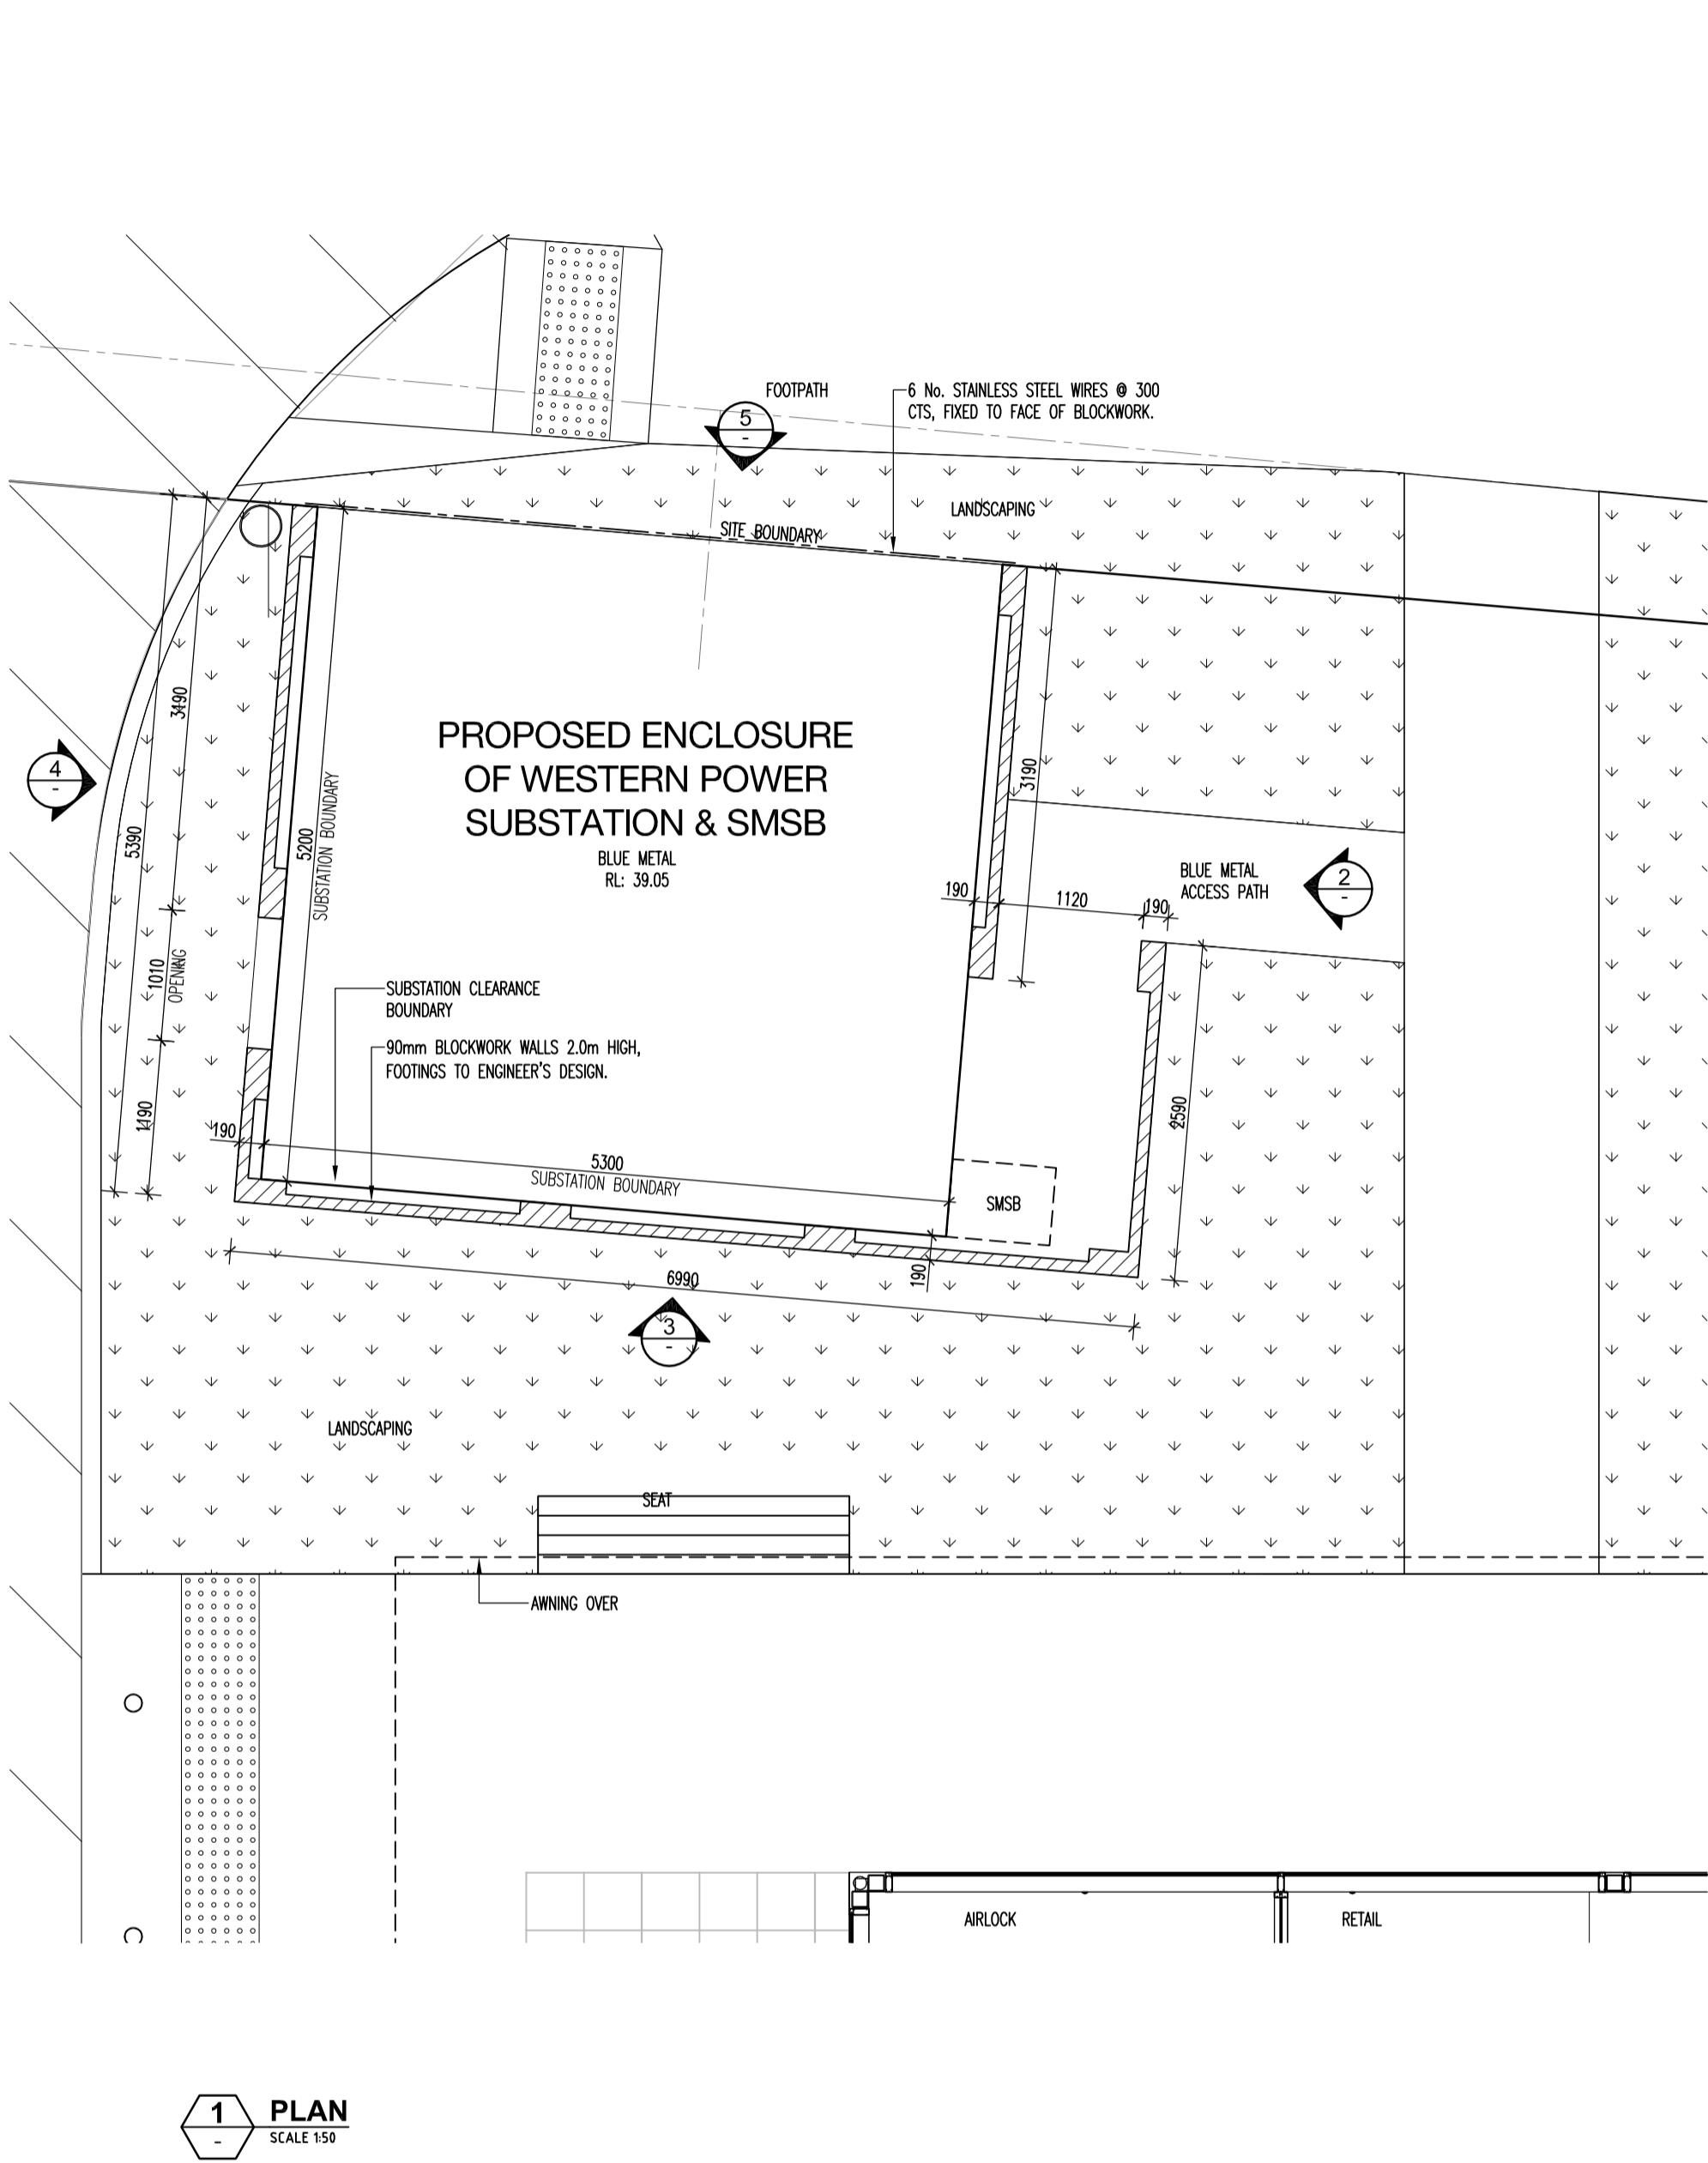 FOOTPATH
6 No. STAINLESS STEEL WIRES @ 300
CTS, FIXED TO FACE OF BLOCKWORK.
5
-
LANDSCAPING
SITE BOUNDARY
3190
5390
4
-
PROPOSED ENCLOSURE
OF WESTERN POWER
SUBSTATION & SMSB
BLUE METAL
RL: 39.05
5200
SUBSTATION BOUNDARY
3190
BLUE METAL
ACCESS PATH
2
-
190
1120
190
1010
OPENING
SUBSTATION CLEARANCE
BOUNDARY
90mm BLOCKWORK WALLS 2.0m HIGH,
FOOTINGS TO ENGINEER'S DESIGN.
1190
190
2590
5300
SUBSTATION BOUNDARY
SMSB
190
6990
3
-
LANDSCAPING
SEAT
AWNING OVER
AIRLOCK
RETAIL
1
-
PLAN
SCALE 1:50